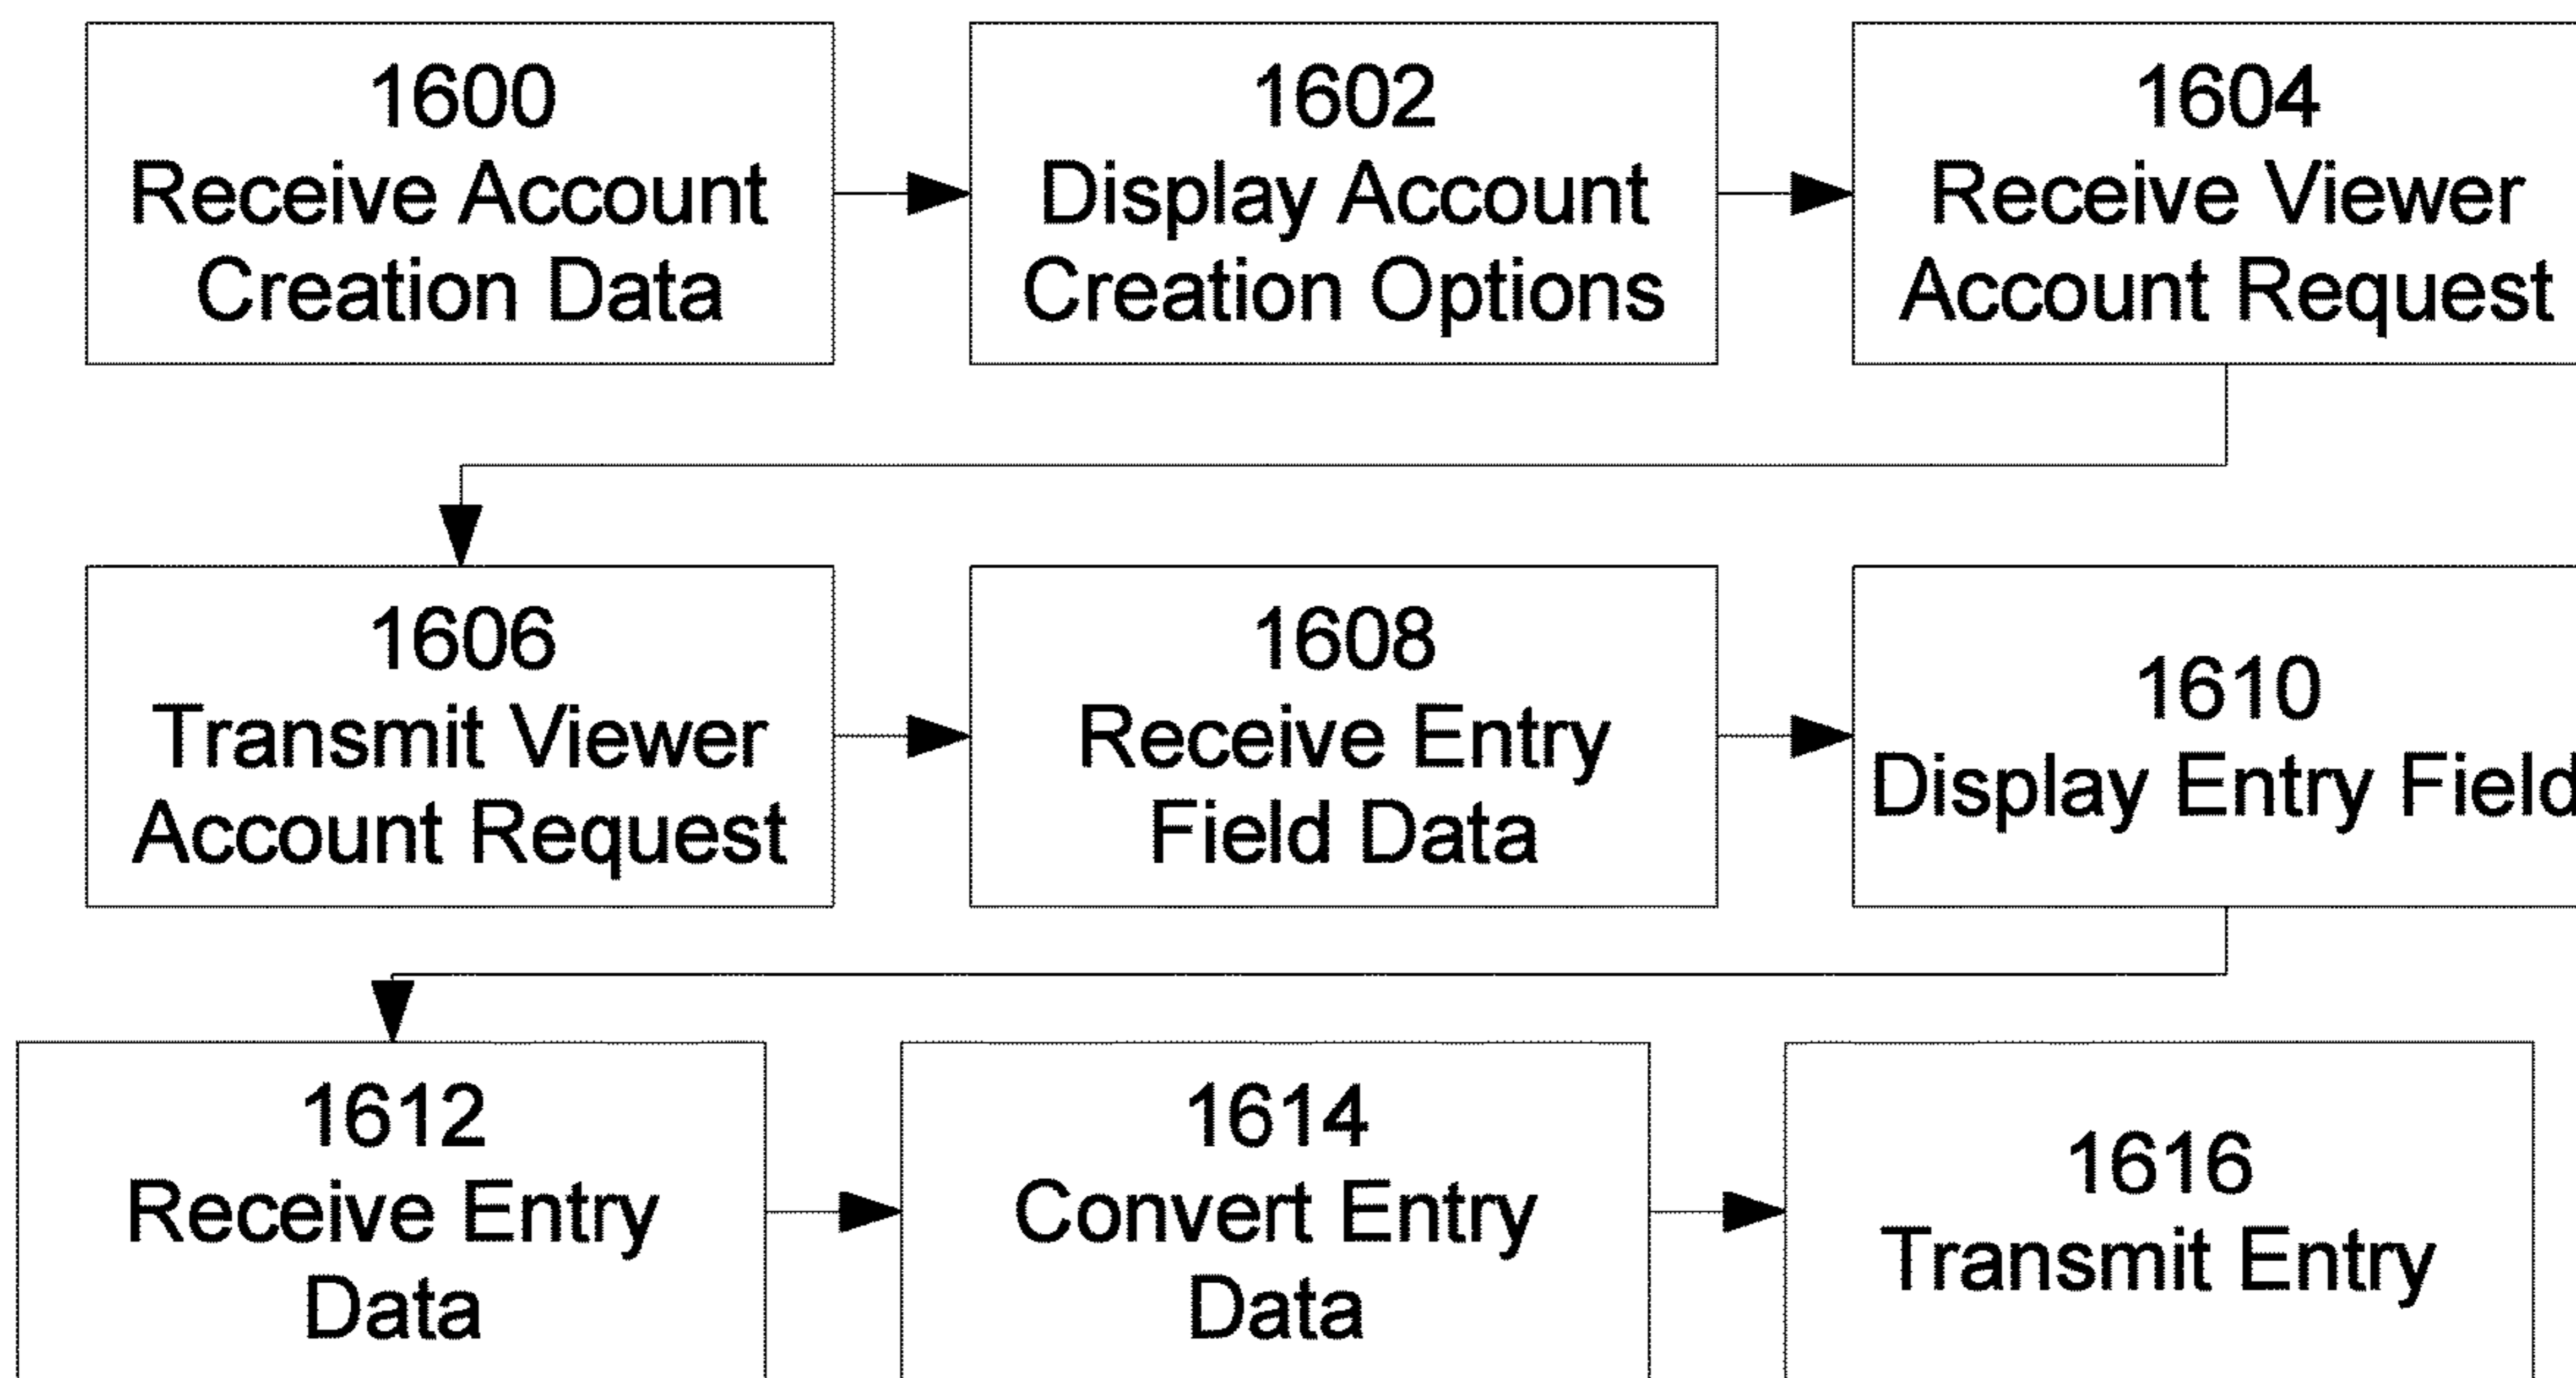 1600
Receive Account
Creation Data
1602
Display Account
Creation Options
1604
Receive Viewer
Account Request
1606
Transmit Viewer
Account Request
1608
Receive Entry
Field Data
1610
Display Entry Field
1612
Receive Entry
Data
1614
Convert Entry
Data
1616
Transmit Entry